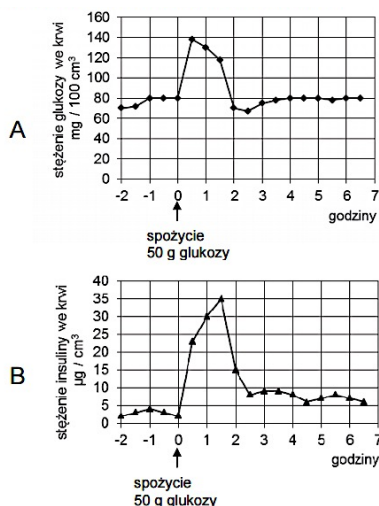 A
stężenie glukozy we krwi
mg / 100 cm³
160
140
120
100
80
60
40
20
0
-2 -1 0 1 2 3 4 5 6 7
godziny
spożycie
50 g glukozy
B
stężenie insuliny we krwi
µg / cm³
40
35
30
25
20
15
10
5
0
-2 -1 0 1 2 3 4 5 6 7
godziny
spożycie
50 g glukozy